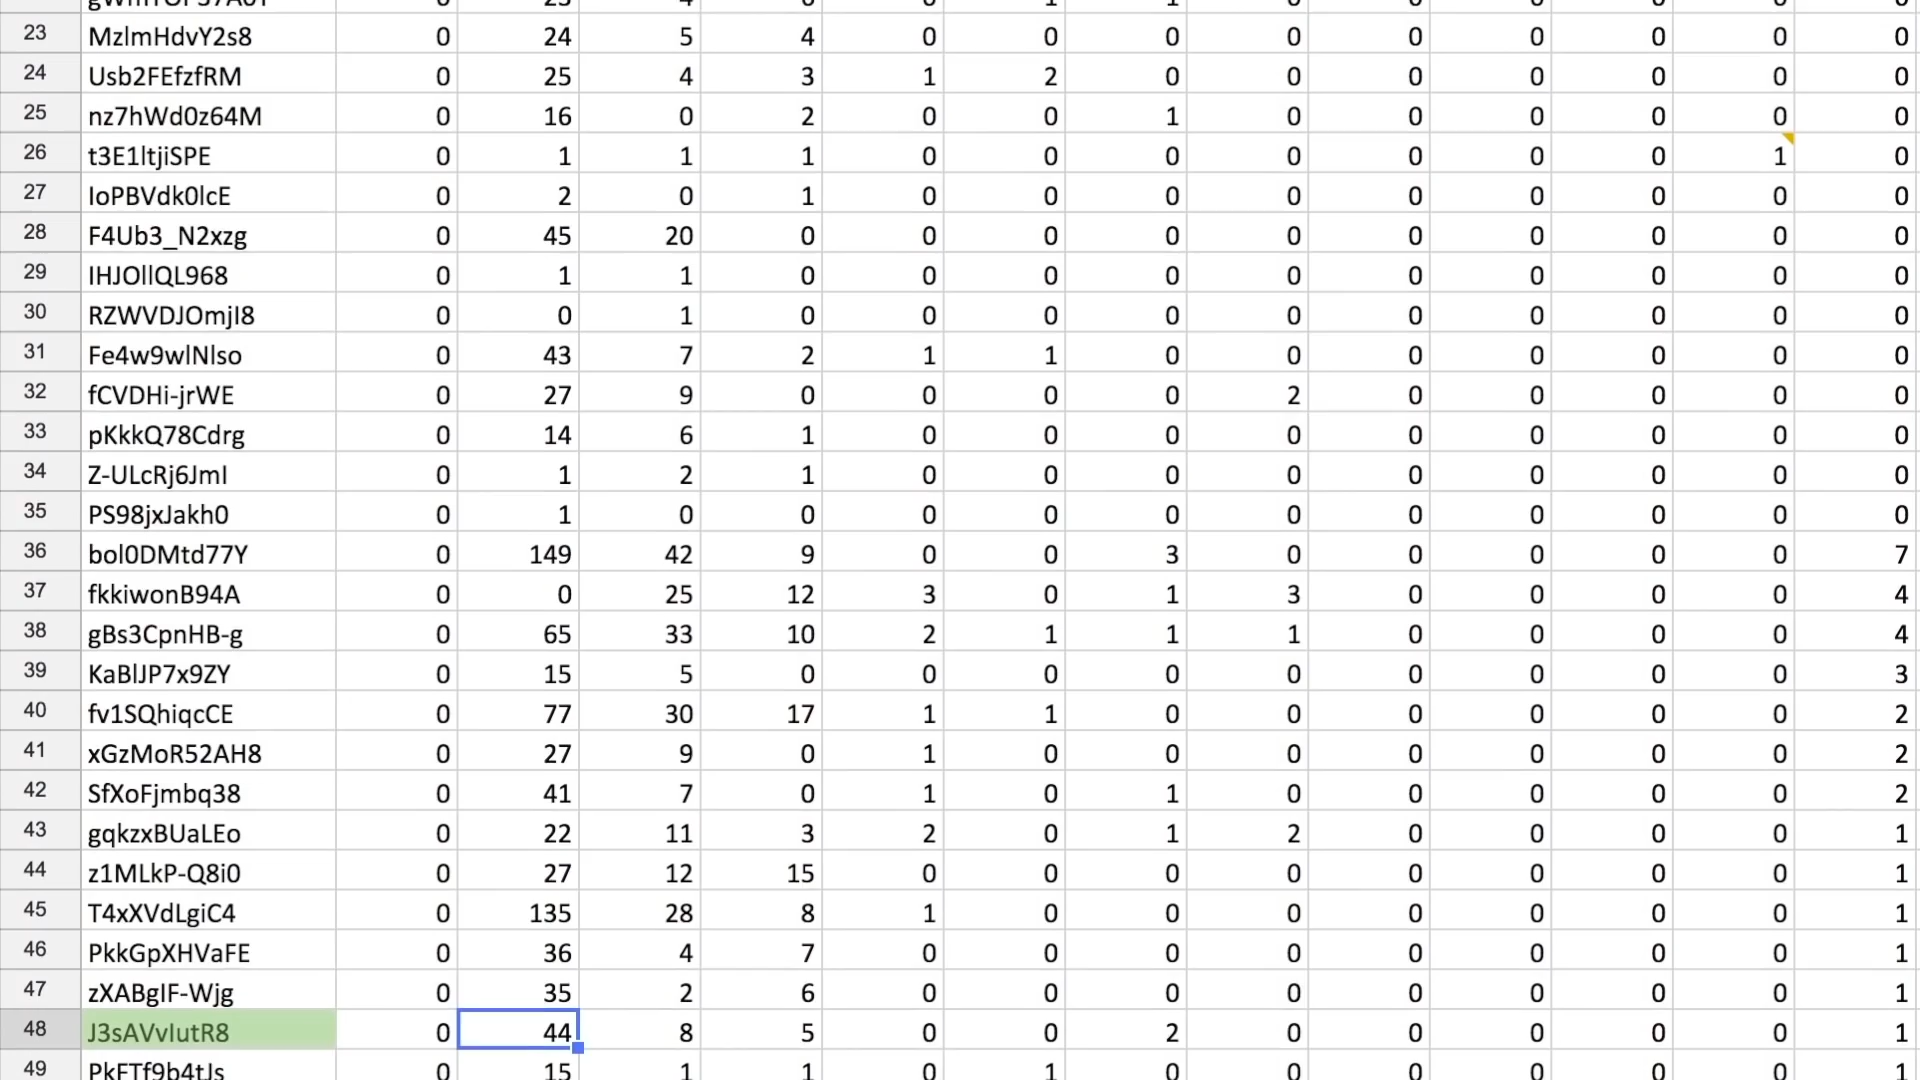 23 MzlmHdvY2s8 0 24 5 4 0 0 0 0 0 0 0 0 0
24 Usb2FEfzfRM 0 25 4 3 1 2 0 0 0 0 0 0 0
25 nz7hWd0z64M 0 16 0 2 0 0 1 0 0 0 0 0 0
26 t3E1ltjiSPE 0 1 1 1 0 0 0 0 0 0 0 1 0
27 IoPBVdk0lcE 0 2 0 1 0 0 0 0 0 0 0 0 0
28 F4Ub3_N2xzg 0 45 20 0 0 0 0 0 0 0 0 0 0
29 IHJOllQL968 0 1 1 0 0 0 0 0 0 0 0 0 0
30 RZWVDJOmjI8 0 0 1 0 0 0 0 0 0 0 0 0 0
31 Fe4w9wlNlso 0 43 7 2 1 1 0 0 0 0 0 0 0
32 fCVDHi-jrWE 0 27 9 0 0 0 0 2 0 0 0 0 0
33 pKkkQ78Cdrg 0 14 6 1 0 0 0 0 0 0 0 0 0
34 Z-ULcRj6JmI 0 1 2 1 0 0 0 0 0 0 0 0 0
35 PS98jxJakh0 0 1 0 0 0 0 0 0 0 0 0 0 0
36 bol0DMtd77Y 0 149 42 9 0 0 3 0 0 0 0 0 7
37 fkkiwonB94A 0 0 25 12 3 0 1 3 0 0 0 0 4
38 gBs3CpnHB-g 0 65 33 10 2 1 1 1 0 0 0 0 4
39 KaBlJP7x9ZY 0 15 5 0 0 0 0 0 0 0 0 0 3
40 fv1SQhiqcCE 0 77 30 17 1 1 0 0 0 0 0 0 2
41 xGzMoR52AH8 0 27 9 0 1 0 0 0 0 0 0 0 2
42 SfXoFjmbq38 0 41 7 0 1 0 1 0 0 0 0 0 2
43 gqkzxBUaLEo 0 22 11 3 2 0 1 2 0 0 0 0 1
44 z1MLkP-Q8i0 0 27 12 15 0 0 0 0 0 0 0 0 1
45 T4xXVdLgiC4 0 135 28 8 1 0 0 0 0 0 0 0 1
46 PkkGpXHVaFE 0 36 4 7 0 0 0 0 0 0 0 0 1
47 zXABgIF-Wjg 0 35 2 6 0 0 0 0 0 0 0 0 1
48 J3sAVvIutR8 0 44 8 5 0 0 2 0 0 0 0 0 1
49 PkFTf9b4tJs 0 15 1 1 0 1 0 0 0 0 0 0 1